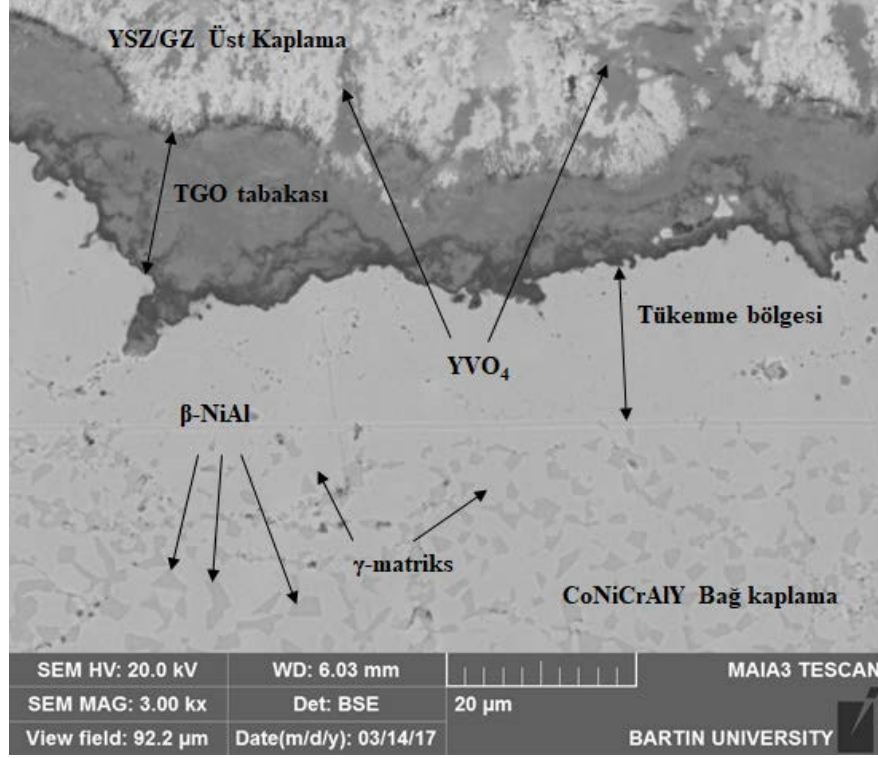 YSZ/GZ Üst Kaplama
TGO tabakası
Tükenme bölgesi
YVO₄
β-NiAl
γ-matriks
CoNiCrAlY Bağ kaplama
SEM HV: 20.0 kV
WD: 6.03 mm
MAIA3 TESCAN
SEM MAG: 3.00 kx
Det: BSE
20 µm
View field: 92.2 µm
Date(m/d/y): 03/14/17
BARTIN UNIVERSITY